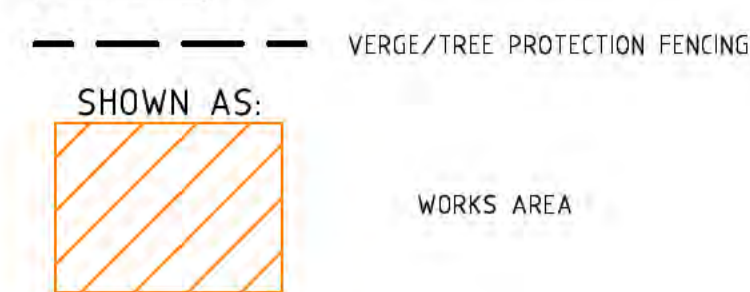 VERGE/TREE PROTECTION FENCING
SHOWN AS:
WORKS AREA